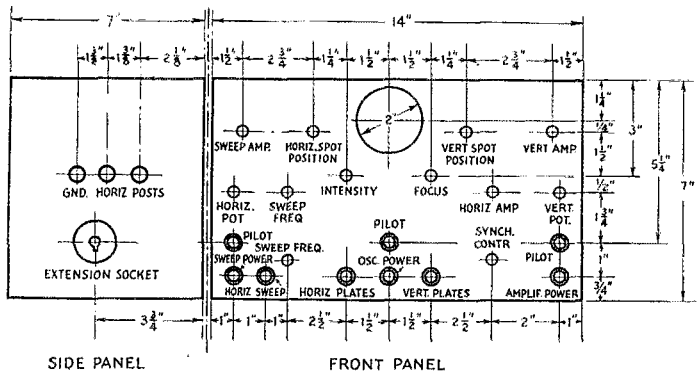 7"
14"
1 3/8"
1 3/8"
2 1/8"
1 1/2"
2 3/4"
1 1/4"
1 1/2"
1 1/2"
1 1/4"
2 3/4"
1 1/2"
2"
SWEEP AMP.
HORIZ. SPOT
POSITION
VERT SPOT
POSITION
VERT AMP.
1 1/4"
1/4"
1 1/2"
3"
5 1/4"
7"
GND. HORIZ POSTS
INTENSITY
FOCUS
1/2"
HORIZ.
POT
SWEEP
FREQ
HORIZ AMP
VERT.
POT.
1 3/4"
PILOT
SWEEP FREQ.
PILOT
SYNCH.
CONTR
PILOT
EXTENSION SOCKET
SWEEP POWER
OSC. POWER
1"
HORIZ SWEEP
HORIZ PLATES
VERT. PLATES
AMPLIF. POWER
3/4"
3 3/4"
1"
1"
1"
2 1/2"
1 1/2"
1 1/2"
2 1/2"
2"
1"
SIDE PANEL
FRONT PANEL